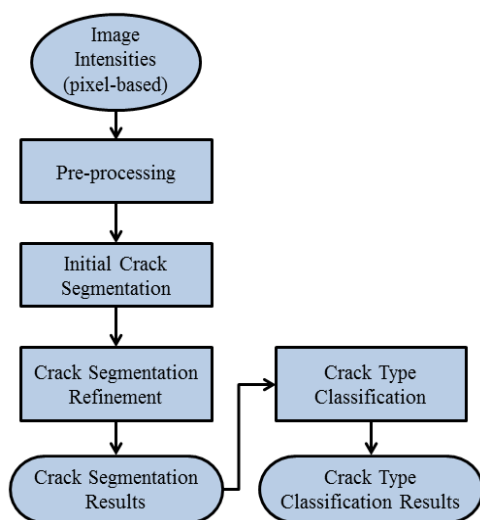 Image
Intensities
(pixel-based)
Pre-processing
Initial Crack
Segmentation
Crack Segmentation
Refinement
Crack Segmentation
Results
Crack Type
Classification
Crack Type
Classification Results